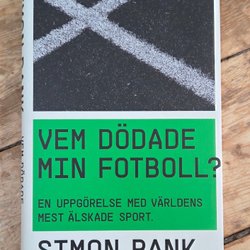 VEM DÖDADE
MIN FOTBOLL?
EN UPPGÖRELSE MED VÄRLDENS
MEST ÄLSKADE SPORT.
SIMON BANK